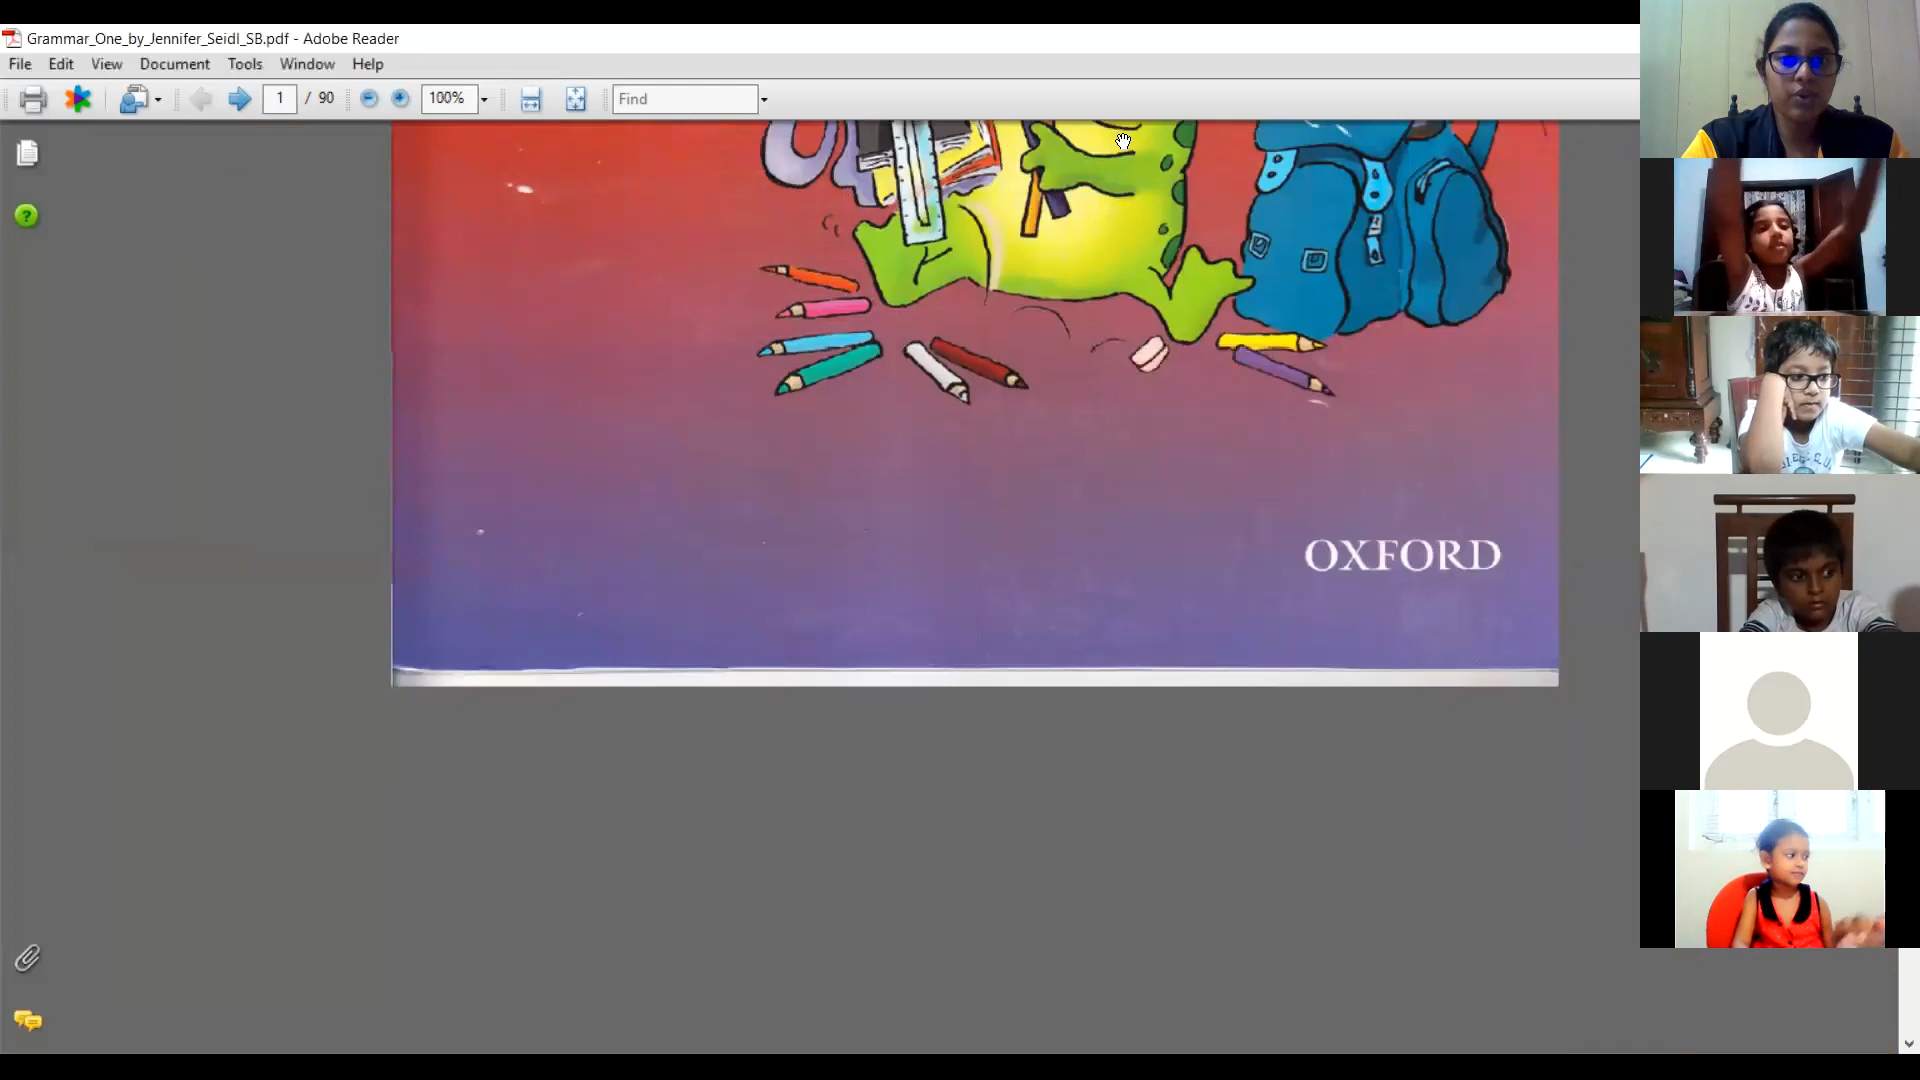 Grammar_One_by_Jennifer_Seidl_SB.pdf - Adobe Reader
File Edit View Document Tools Window Help
1 / 90 100% Find
?
OXFORD